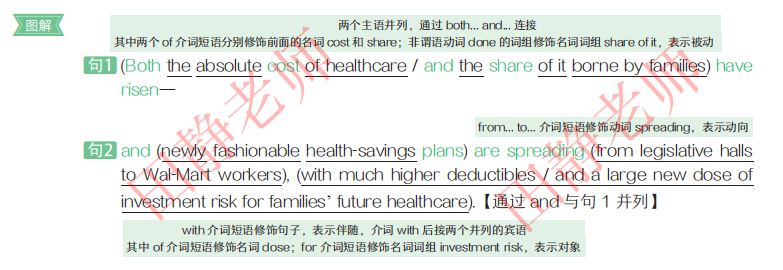 图解
两个主语并列，通过 both... and... 连接
其中两个 of 介词短语分别修饰前面的名词 cost 和 share；非谓语动词 done 的词组修饰名词词组 share of it，表示被动
句1 (Both the absolute cost of healthcare / and the share of it borne by families) have
risen—
from... to... 介词短语修饰动词 spreading，表示动向
句2 and (newly fashionable health-savings plans) are spreading (from legislative halls
to Wal-Mart workers), (with much higher deductibles / and a large new dose of
investment risk for families' future healthcare).【通过 and 与句 1 并列】
with 介词短语修饰句子，表示伴随，介词 with 后接两个并列的宾语
其中 of 介词短语修饰名词 dose；for 介词短语修饰名词词组 investment risk，表示对象
田静老师
田静老师